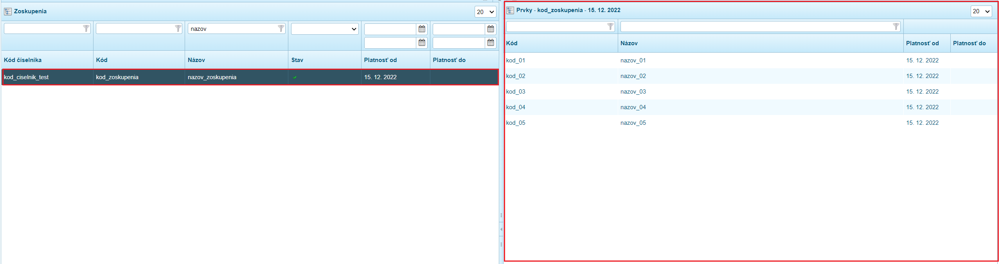 Zoskupenia 20
nazov
Kód číselníka Kód Názov Stav Platnosť od Platnosť do
kod_ciselnik_test kod_zoskupenia nazov_zoskupenia 15. 12. 2022
Prvky - kod_zoskupenia - 15. 12. 2022 20
Kód Názov Platnosť od Platnosť do
kod_01 nazov_01 15. 12. 2022
kod_02 nazov_02 15. 12. 2022
kod_03 nazov_03 15. 12. 2022
kod_04 nazov_04 15. 12. 2022
kod_05 nazov_05 15. 12. 2022